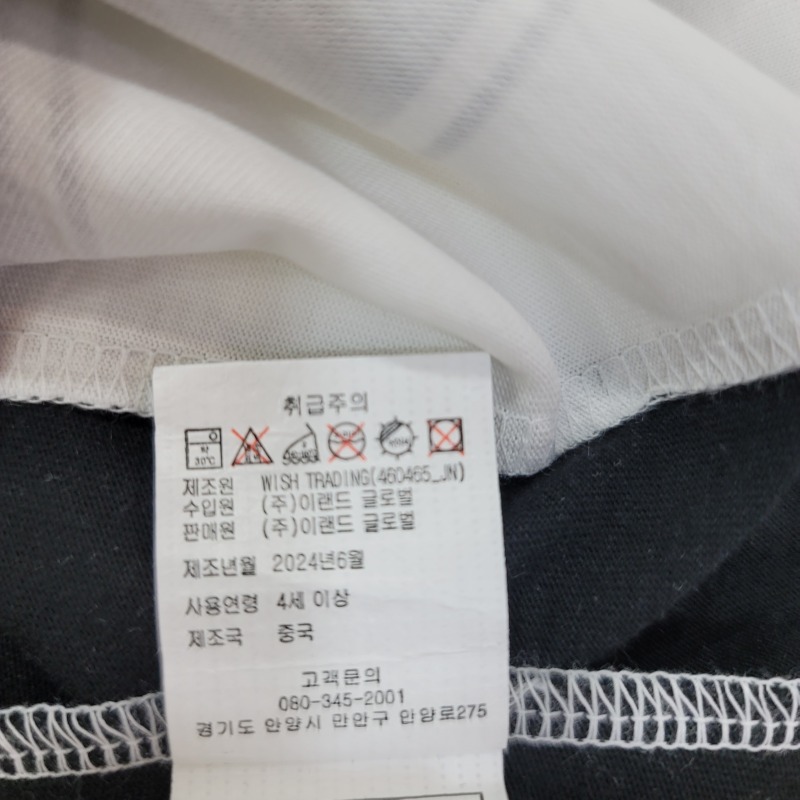 취급주의
약
30℃
제조원 WISH TRADING(460465_JN)
수입원 (주)이랜드 글로벌
판매원 (주)이랜드 글로벌
제조년월 2024년6월
사용연령 4세 이상
제조국 중국
고객문의
080-345-2001
경기도 안양시 만안구 안양로275